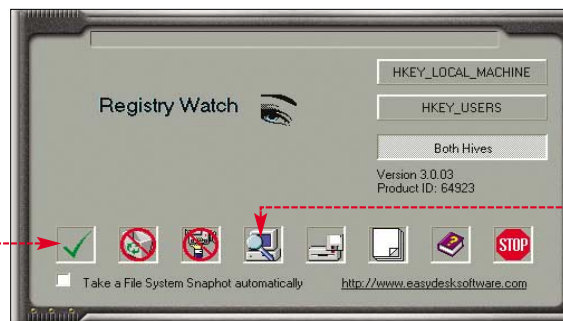 HKEY_LOCAL_MACHINE
Registry Watch
HKEY_USERS
Both Hives
Version 3.0.03
Product ID: 64923
STOP
Take a File System Snaphot automatically http://www.easydesksoftware.com